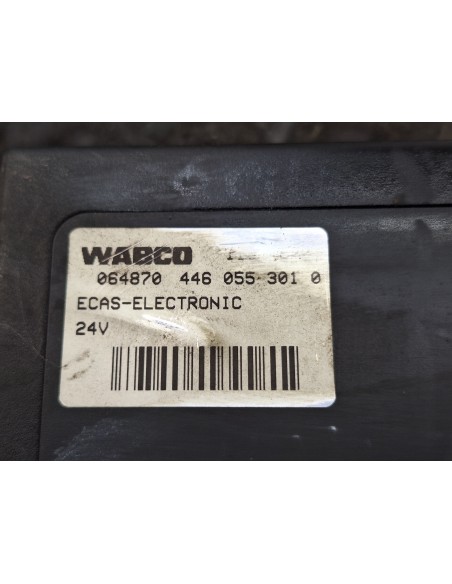 WABCO
064870 446 055 301 0
ECAS-ELECTRONIC
24V